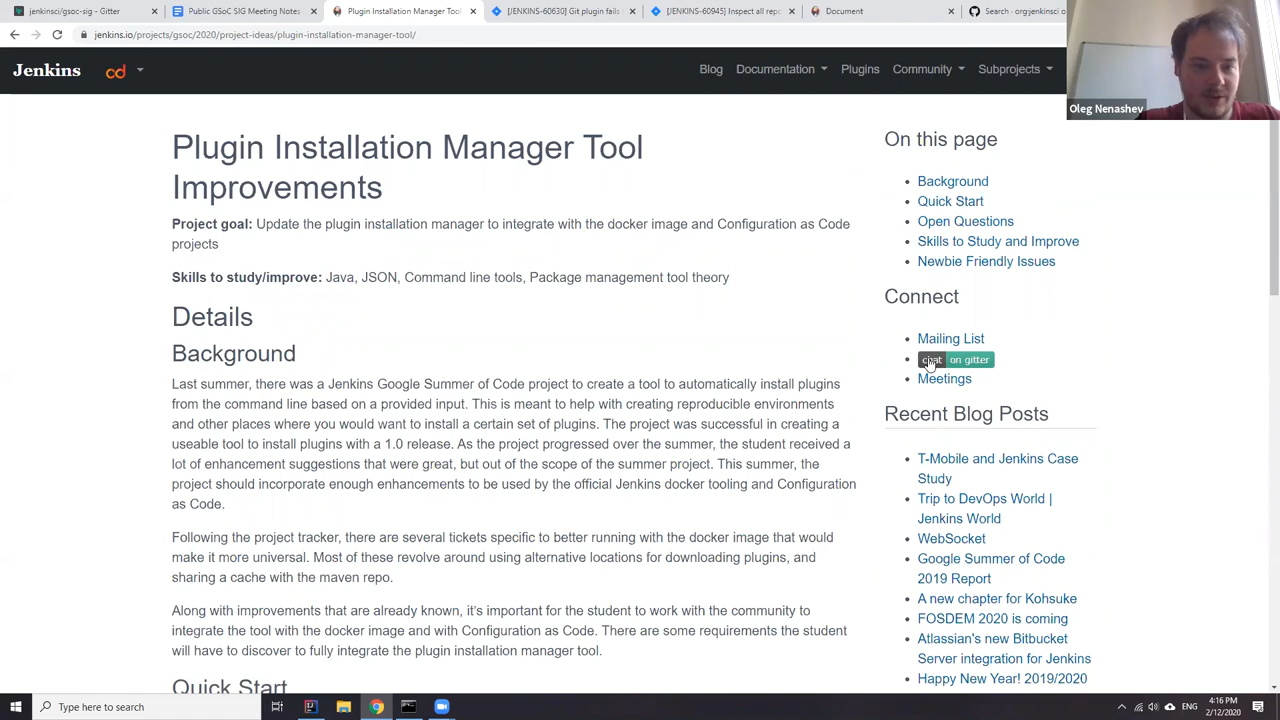 jenkinsci/gsoc-sig - Gitter
Public GSoC SIG Meeting Notes
Plugin Installation Manager Tool
[JENKINS-60630] Git plugin fails
[JENKINS-60945] Inspect all repo
Document
Search · org:jenkinsci o
jenkins.io/projects/gsoc/2020/project-ideas/plugin-installation-manager-tool/
Jenkins
cd
Blog Documentation Plugins Community Subprojects
Oleg Nenashev
Plugin Installation Manager Tool
Improvements
Project goal: Update the plugin installation manager to integrate with the docker image and Configuration as Code
projects
Skills to study/improve: Java, JSON, Command line tools, Package management tool theory
Details
Background
Last summer, there was a Jenkins Google Summer of Code project to create a tool to automatically install plugins
from the command line based on a provided input. This is meant to help with creating reproducible environments
and other places where you would want to install a certain set of plugins. The project was successful in creating a
useable tool to install plugins with a 1.0 release. As the project progressed over the summer, the student received a
lot of enhancement suggestions that were great, but out of the scope of the summer project. This summer, the
project should incorporate enough enhancements to be used by the official Jenkins docker tooling and Configuration
as Code.
Following the project tracker, there are several tickets specific to better running with the docker image that would
make it more universal. Most of these revolve around using alternative locations for downloading plugins, and
sharing a cache with the maven repo.
Along with improvements that are already known, it's important for the student to work with the community to
integrate the tool with the docker image and with Configuration as Code. There are some requirements the student
will have to discover to fully integrate the plugin installation manager tool.
Quick Start
On this page
Background
Quick Start
Open Questions
Skills to Study and Improve
Newbie Friendly Issues
Connect
Mailing List
chat on gitter
Meetings
Recent Blog Posts
T-Mobile and Jenkins Case
Study
Trip to DevOps World |
Jenkins World
WebSocket
Google Summer of Code
2019 Report
A new chapter for Kohsuke
FOSDEM 2020 is coming
Atlassian's new Bitbucket
Server integration for Jenkins
Happy New Year! 2019/2020
Type here to search
ENG
4:16 PM
2/12/2020